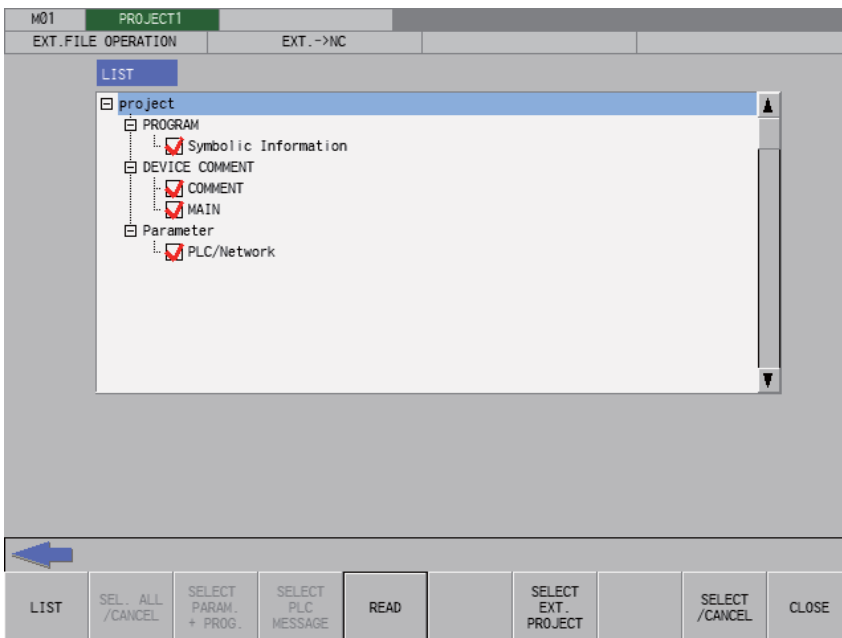 M01 PROJECT1
EXT.FILE OPERATION EXT.->NC
LIST
project
PROGRAM
Symbolic Information
DEVICE COMMENT
COMMENT
MAIN
Parameter
PLC/Network
LIST
SEL. ALL
/CANCEL
SELECT
PARAM.
+ PROG.
SELECT
PLC
MESSAGE
READ
SELECT
EXT.
PROJECT
SELECT
/CANCEL
CLOSE